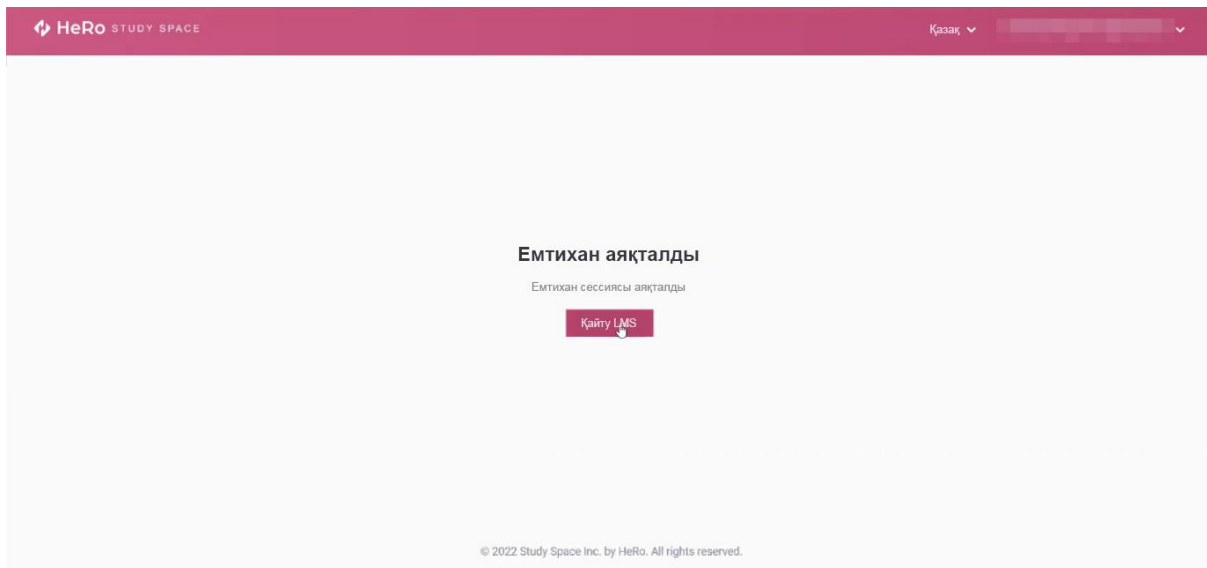 HeRo STUDY SPACE
Қазақ
Емтихан аяқталды
Емтихан сессиясы аяқталды
Қайту LMS
© 2022 Study Space Inc. by HeRo. All rights reserved.